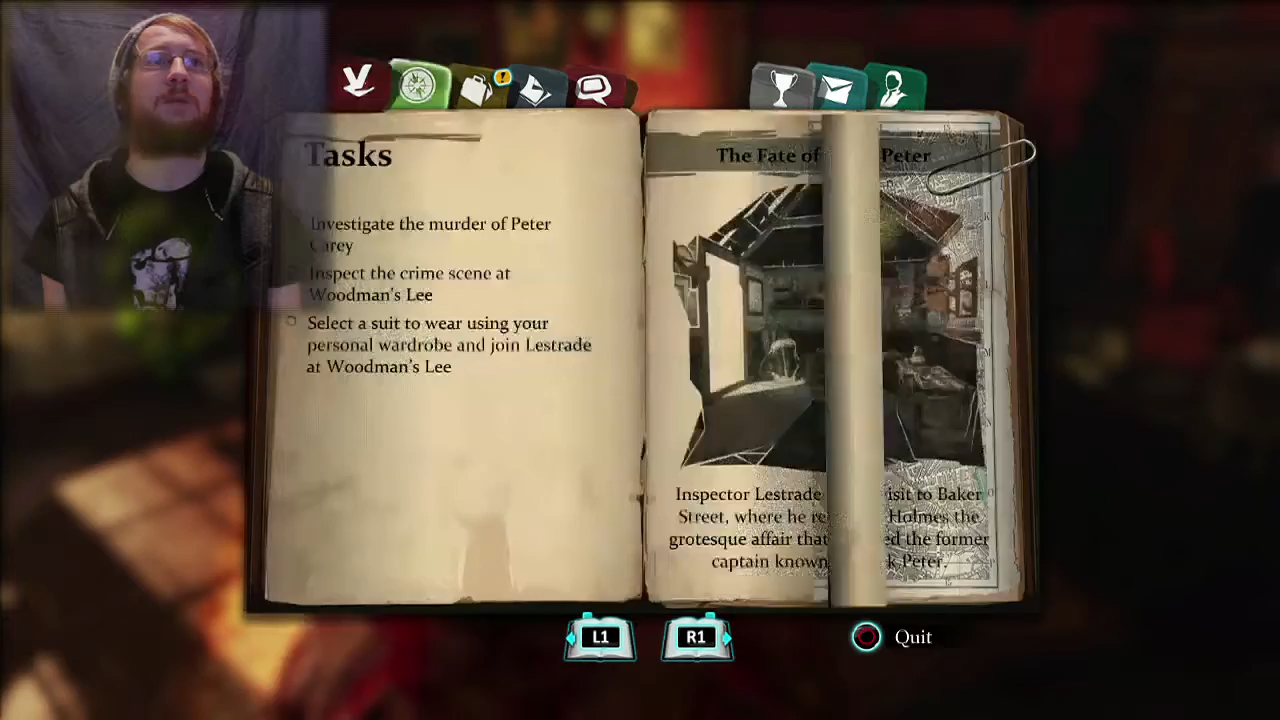 Tasks
Investigate the murder of Peter
Carey
Inspect the crime scene at
Woodman's Lee
Select a suit to wear using your
personal wardrobe and join Lestrade
at Woodman's Lee
The Fate of Peter
Inspector Lestrade isit to Baker
Street, where he re Holmes the
grotesque affair that ed the former
captain known k Peter.
L1
R1
Quit